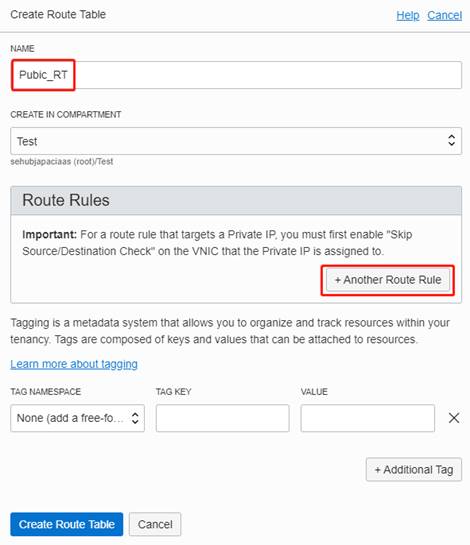 Create Route Table
Help Cancel
NAME
Pubic_RT
CREATE IN COMPARTMENT
Test
sehubjapaciaas (root)/Test
Route Rules
Important: For a route rule that targets a Private IP, you must first enable "Skip
Source/Destination Check" on the VNIC that the Private IP is assigned to.
+ Another Route Rule
Tagging is a metadata system that allows you to organize and track resources within your
tenancy. Tags are composed of keys and values that can be attached to resources.
Learn more about tagging
TAG NAMESPACE TAG KEY VALUE
None (add a free-fo...
+ Additional Tag
Create Route Table Cancel